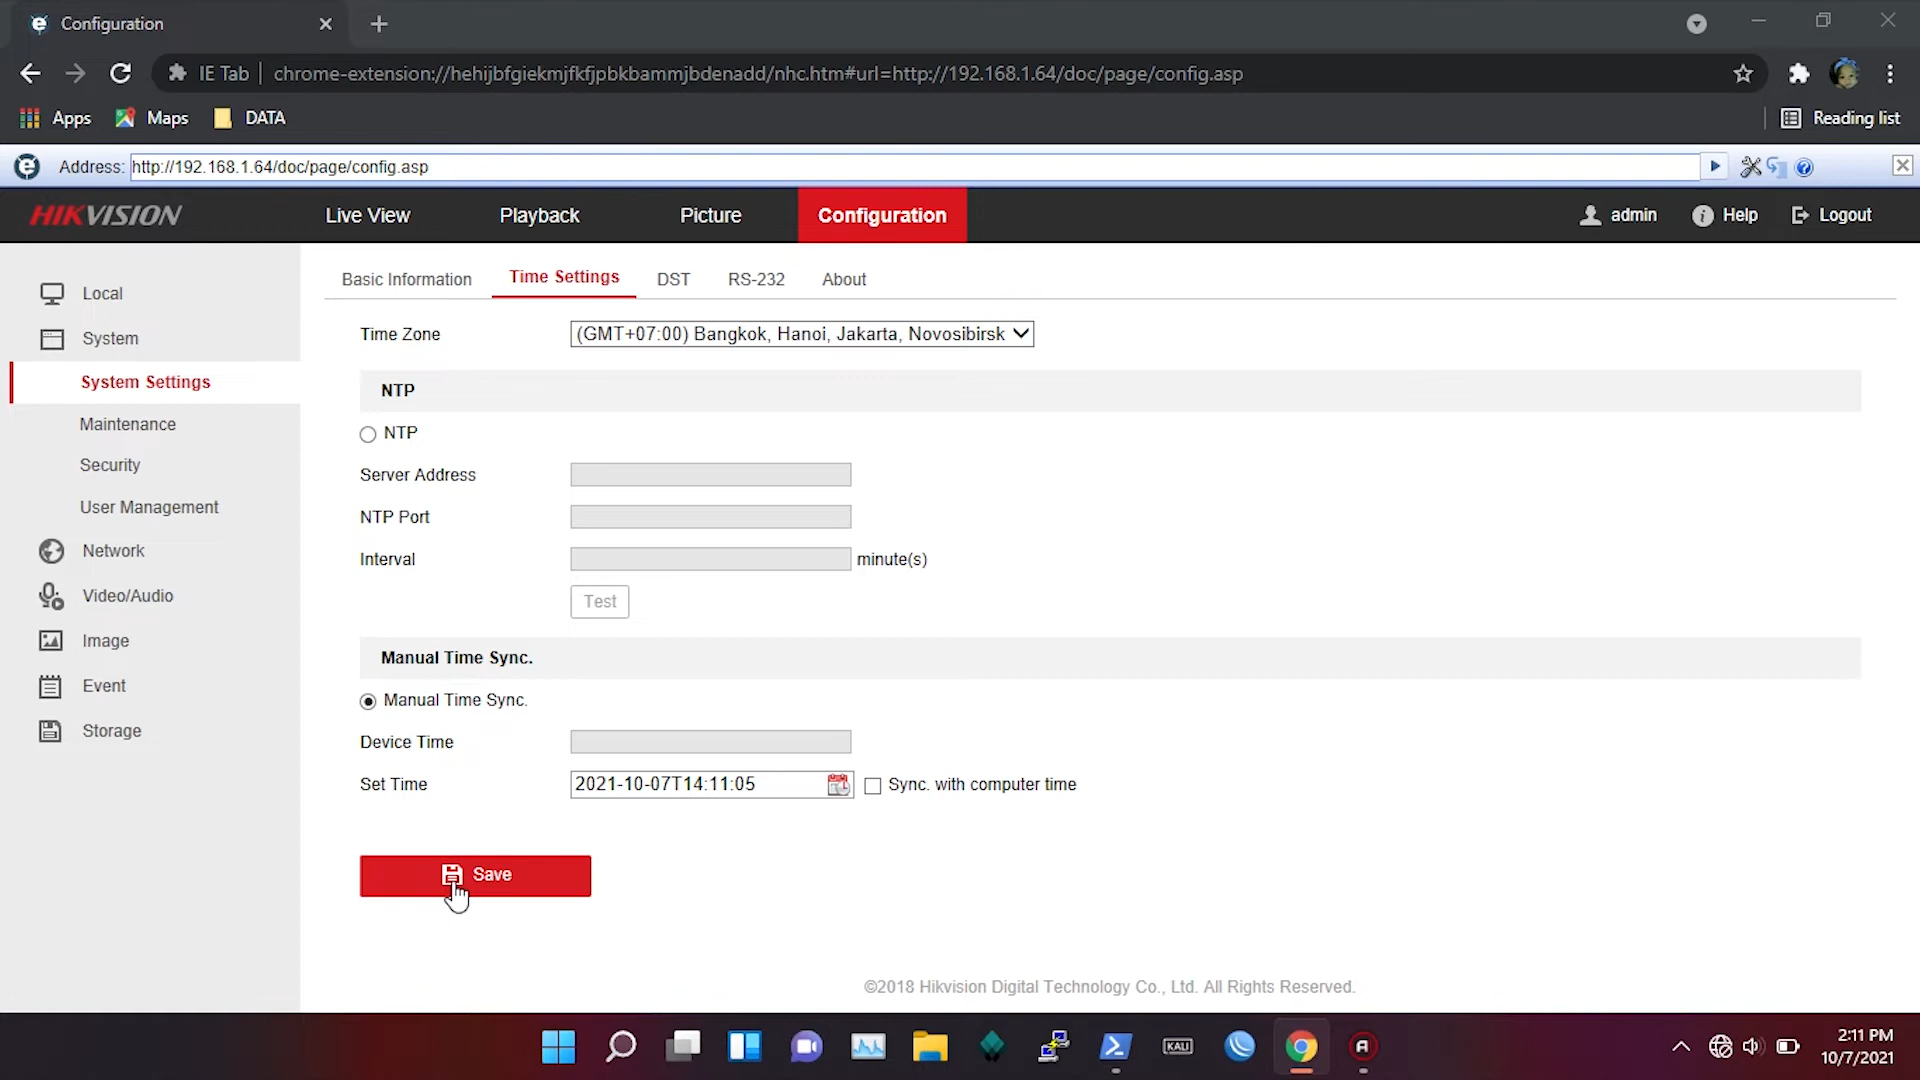 Configuration
IE Tab
chrome-extension://hehijbfgiekmjfkfjpbkbammjbdenadd/nhc.htm#url=http://192.168.1.64/doc/page/config.asp
Apps
Maps
DATA
Reading list
Address:
http://192.168.1.64/doc/page/config.asp
HIKVISION
Live View
Playback
Picture
Configuration
admin
Help
Logout
Local
System
System Settings
Maintenance
Security
User Management
Network
Video/Audio
Image
Event
Storage
Basic Information
Time Settings
DST
RS-232
About
Time Zone
(GMT+07:00) Bangkok, Hanoi, Jakarta, Novosibirsk
NTP
NTP
Server Address
NTP Port
Interval
minute(s)
Test
Manual Time Sync.
Manual Time Sync.
Device Time
Set Time
2021-10-07T14:11:05
Sync. with computer time
Save
©2018 Hikvision Digital Technology Co., Ltd. All Rights Reserved.
KALI
2:11 PM
10/7/2021